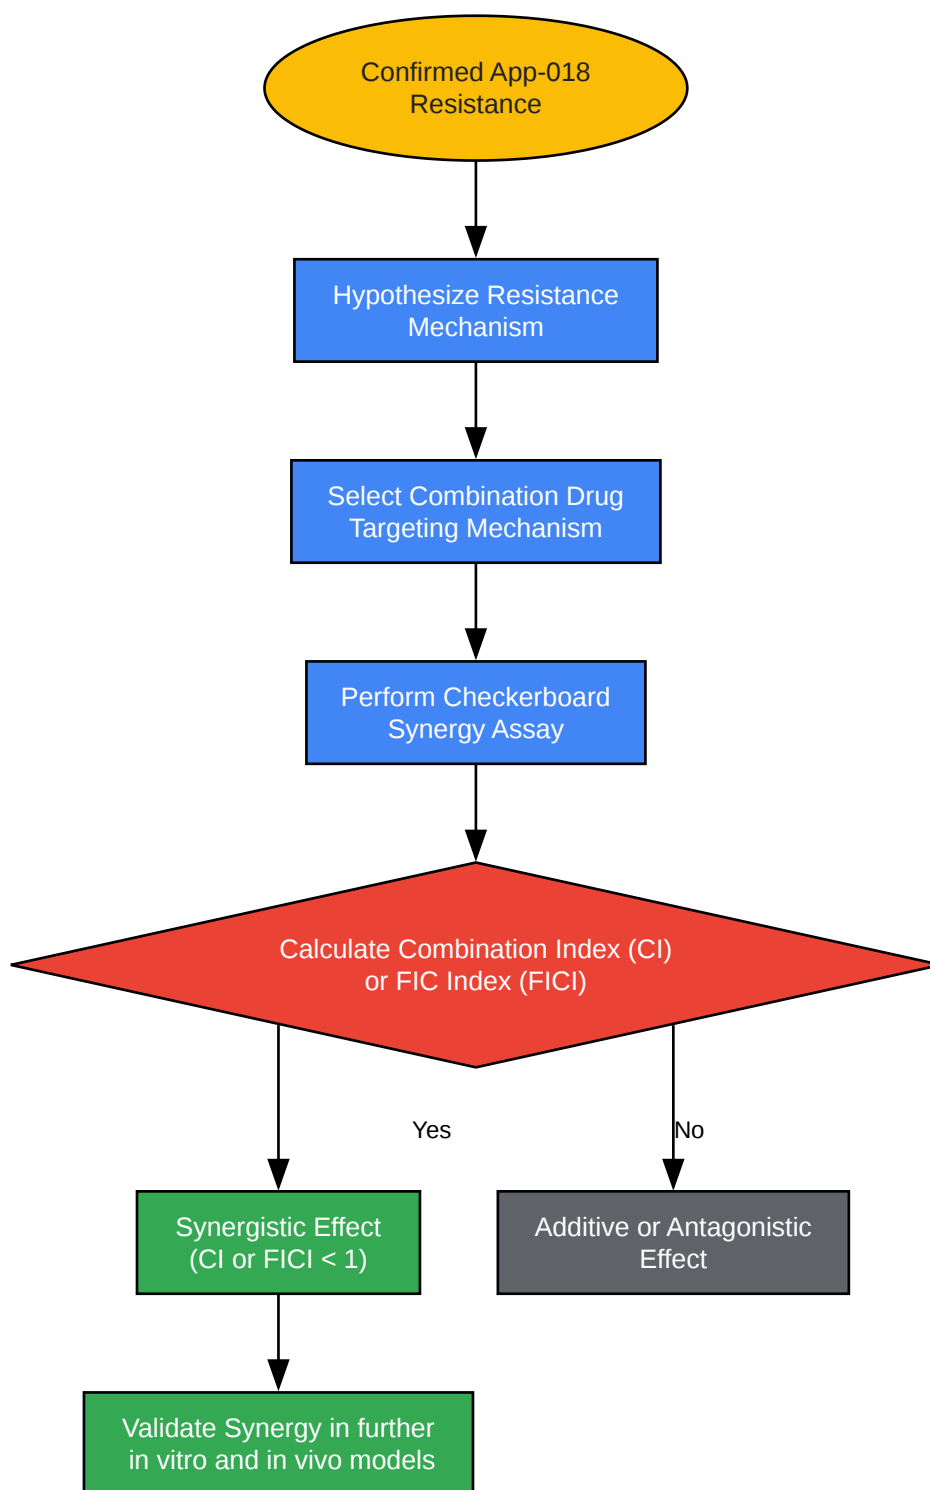 Confirmed App-018
Resistance
Hypothesize Resistance
Mechanism
Select Combination Drug
Targeting Mechanism
Perform Checkerboard
Synergy Assay
Calculate Combination Index (CI)
or FIC Index (FICI)
Yes
No
Synergistic Effect
(CI or FICI < 1)
Additive or Antagonistic
Effect
Validate Synergy in further
in vitro and in vivo models